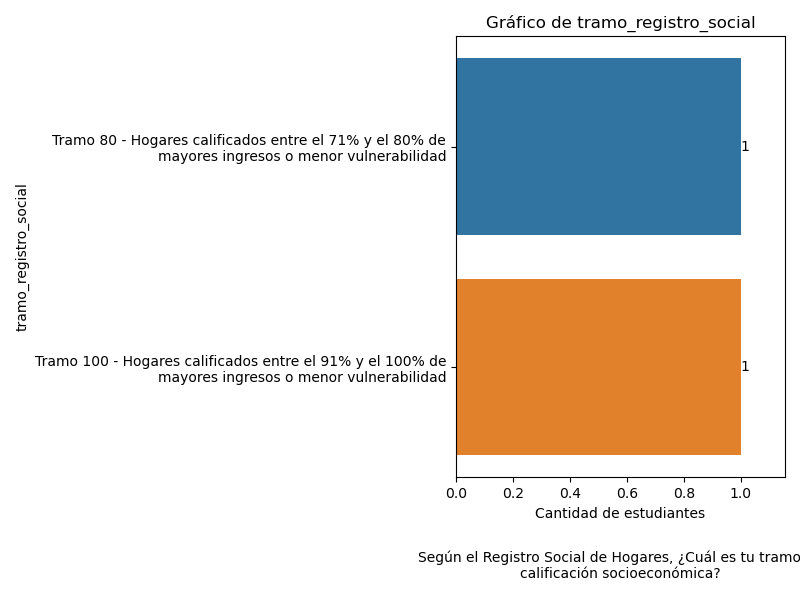 Gráfico de tramo_registro_social
tramo_registro_social
Tramo 80 - Hogares calificados entre el 71% y el 80% de
mayores ingresos o menor vulnerabilidad
1
Tramo 100 - Hogares calificados entre el 91% y el 100% de
mayores ingresos o menor vulnerabilidad
1
0.0 0.2 0.4 0.6 0.8 1.0
Cantidad de estudiantes
Según el Registro Social de Hogares, ¿Cuál es tu tramo
calificación socioeconómica?